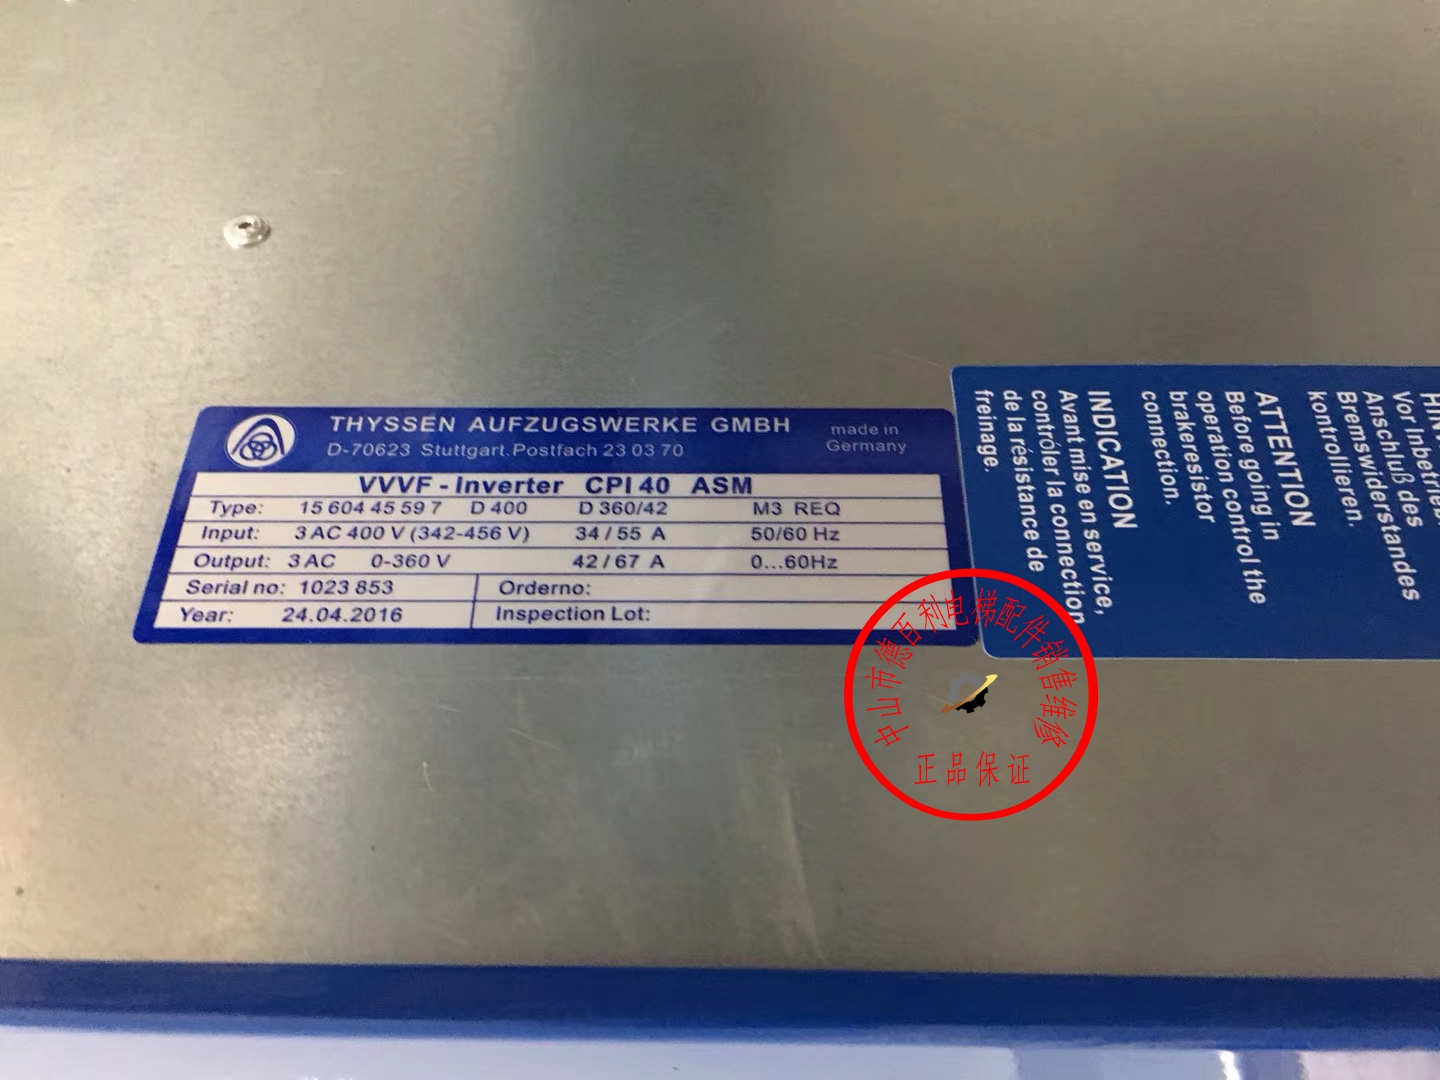 THYSSEN AUFZUGSWERKE GMBH
D-70623 Stuttgart.Postfach 23 03 70
made in
Germany
VVVF - Inverter CPI 40 ASM
Type: 15 604 45 59 7 D 400 D 360/42 M3 REQ
Input: 3 AC 400 V (342-456 V) 34 / 55 A 50/60 Hz
Output: 3 AC 0-360 V 42 / 67 A 0...60Hz
Serial no: 1023 853 Orderno:
Year: 24.04.2016 Inspection Lot:
Vor Inbetrieb
Anschluß des
Bremswiderstandes
kontrollieren.
ATTENTION
Before going in
operation control the
brakeresistor
connection.
INDICATION
Avant mise en service,
contrôler la connection
de la résistance de
freinage.
中山市德百利电梯配件销售维修
正品保证